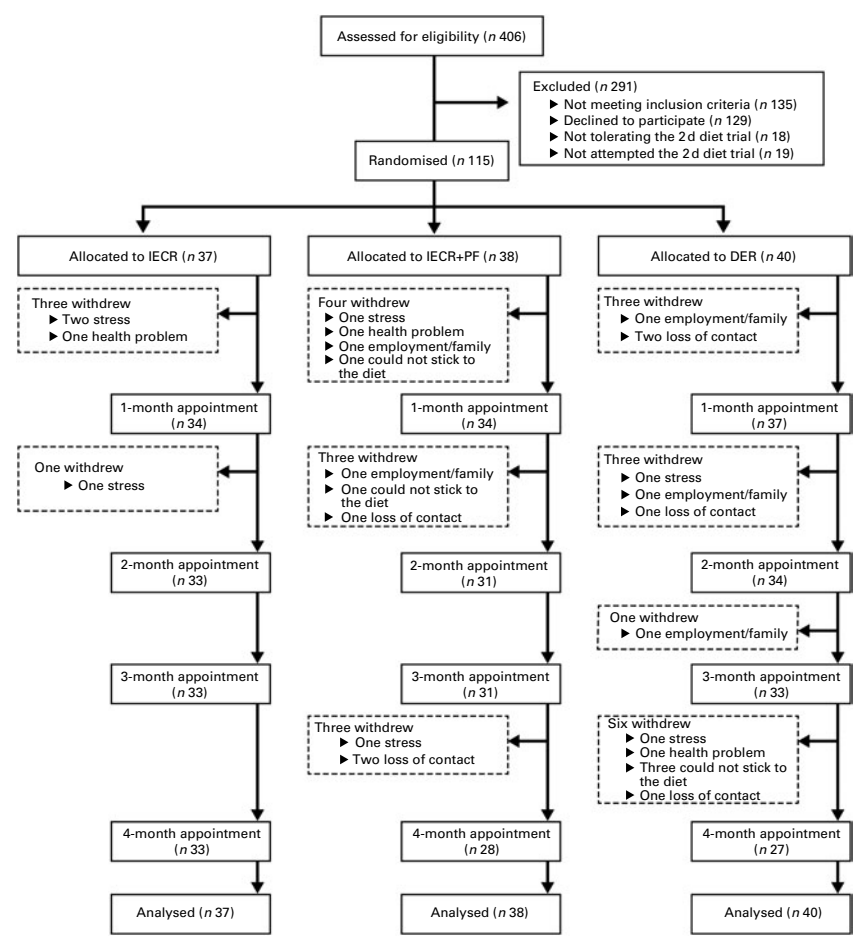 Assessed for eligibility (n 406)
Excluded (n 291)
▶ Not meeting inclusion criteria (n 135)
▶ Declined to participate (n 129)
▶ Not tolerating the 2 d diet trial (n 18)
▶ Not attempted the 2 d diet trial (n 19)
Randomised (n 115)
Allocated to IECR (n 37)
Allocated to IECR+PF (n 38)
Allocated to DER (n 40)
Three withdrew
▶ Two stress
▶ One health problem
Four withdrew
▶ One stress
▶ One health problem
▶ One employment/family
▶ One could not stick to
the diet
Three withdrew
▶ One employment/family
▶ Two loss of contact
1-month appointment
(n 34)
1-month appointment
(n 34)
1-month appointment
(n 37)
One withdrew
▶ One stress
Three withdrew
▶ One employment/family
▶ One could not stick to
the diet
▶ One loss of contact
Three withdrew
▶ One stress
▶ One employment/family
▶ One loss of contact
2-month appointment
(n 33)
2-month appointment
(n 31)
2-month appointment
(n 34)
One withdrew
▶ One employment/family
3-month appointment
(n 33)
3-month appointment
(n 31)
3-month appointment
(n 33)
Three withdrew
▶ One stress
▶ Two loss of contact
Six withdrew
▶ One stress
▶ One health problem
▶ Three could not stick to
the diet
▶ One loss of contact
4-month appointment
(n 33)
4-month appointment
(n 28)
4-month appointment
(n 27)
Analysed (n 37)
Analysed (n 38)
Analysed (n 40)